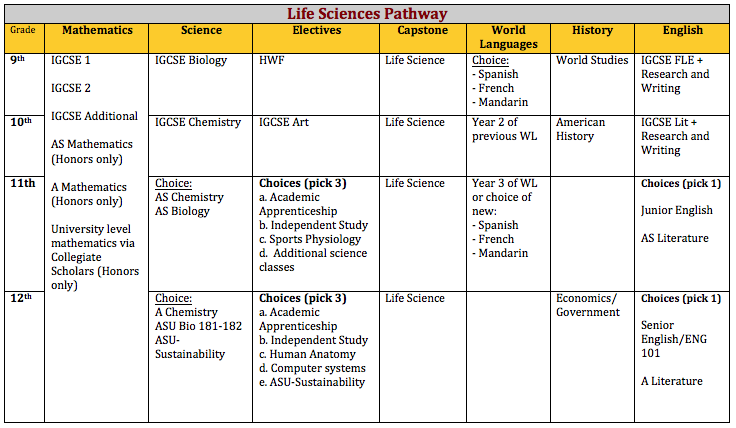 Life Sciences Pathway
Grade Mathematics Science Electives Capstone World Languages History English
9th
IGCSE 1
IGCSE 2
IGCSE Additional
AS Mathematics
(Honors only)
A Mathematics
(Honors only)
University level
mathematics via
Collegiate
Scholars (Honors
only)
IGCSE Biology
HWF
Life Science
Choice:
- Spanish
- French
- Mandarin
World Studies
IGCSE FLE +
Research and
Writing
10th
IGCSE Chemistry
IGCSE Art
Life Science
Year 2 of
previous WL
American
History
IGCSE Lit +
Research and
Writing
11th
Choice:
AS Chemistry
AS Biology
Choices (pick 3)
a. Academic
Apprenticeship
b. Independent Study
c. Sports Physiology
d. Additional science
classes
Life Science
Year 3 of WL
or choice of
new:
- Spanish
- French
- Mandarin
Choices (pick 1)
Junior English
AS Literature
12th
Choice:
A Chemistry
ASU Bio 181-182
ASU-
Sustainability
Choices (pick 3)
a. Academic
Apprenticeship
b. Independent Study
c. Human Anatomy
d. Computer systems
e. ASU-Sustainability
Life Science
Economics/
Government
Choices (pick 1)
Senior
English/ENG
101
A Literature